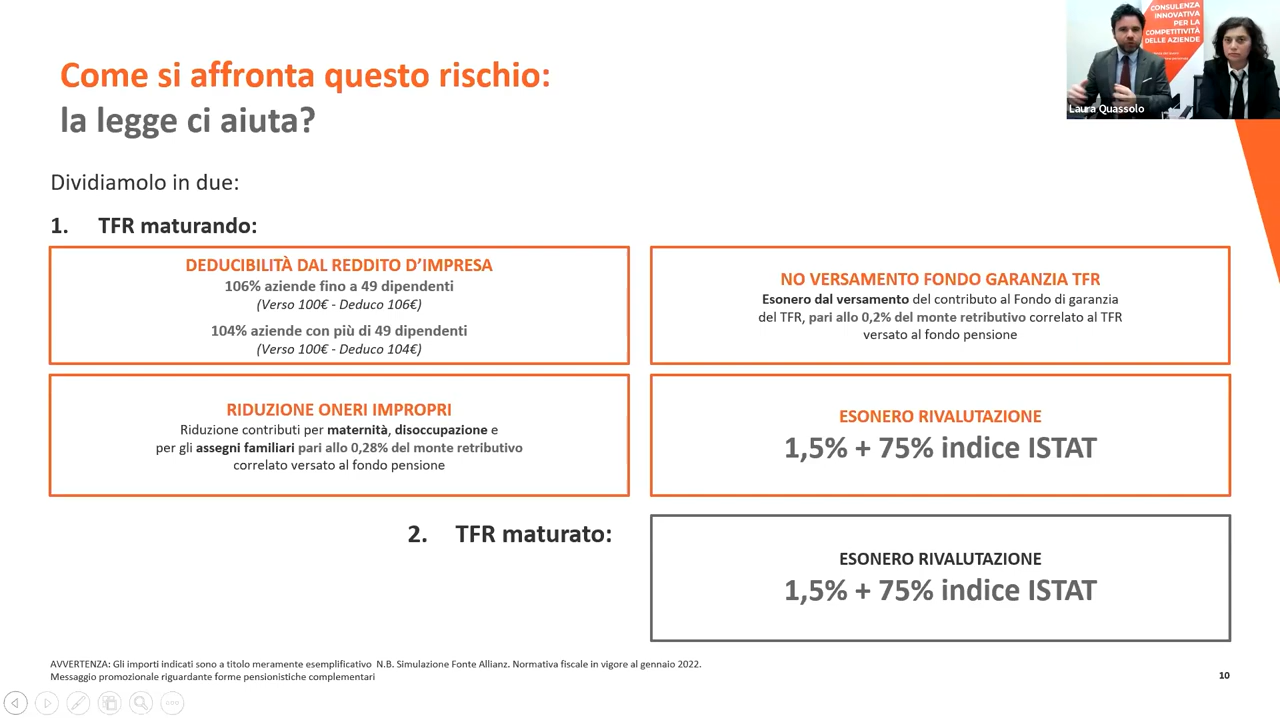 Come si affronta questo rischio:
la legge ci aiuta?
CONSULENZA
INNOVATIVA
PER LA
COMPETITIVITÀ
DELLE AZIENDE
Laura Quassolo
Dividiamolo in due:
1. TFR maturando:
DEDUCIBILITÀ DAL REDDITO D’IMPRESA
106% aziende fino a 49 dipendenti
(Verso 100€ - Deduco 106€)
104% aziende con più di 49 dipendenti
(Verso 100€ - Deduco 104€)
NO VERSAMENTO FONDO GARANZIA TFR
Esonero dal versamento del contributo al Fondo di garanzia
del TFR, pari allo 0,2% del monte retributivo correlato al TFR
versato al fondo pensione
RIDUZIONE ONERI IMPROPRI
Riduzione contributi per maternità, disoccupazione e
per gli assegni familiari pari allo 0,28% del monte retributivo
correlato versato al fondo pensione
ESONERO RIVALUTAZIONE
1,5% + 75% indice ISTAT
2. TFR maturato:
ESONERO RIVALUTAZIONE
1,5% + 75% indice ISTAT
AVVERTENZA: Gli importi indicati sono a titolo meramente esemplificativo N.B. Simulazione Fonte Allianz. Normativa fiscale in vigore al gennaio 2022.
Messaggio promozionale riguardante forme pensionistiche complementari
10